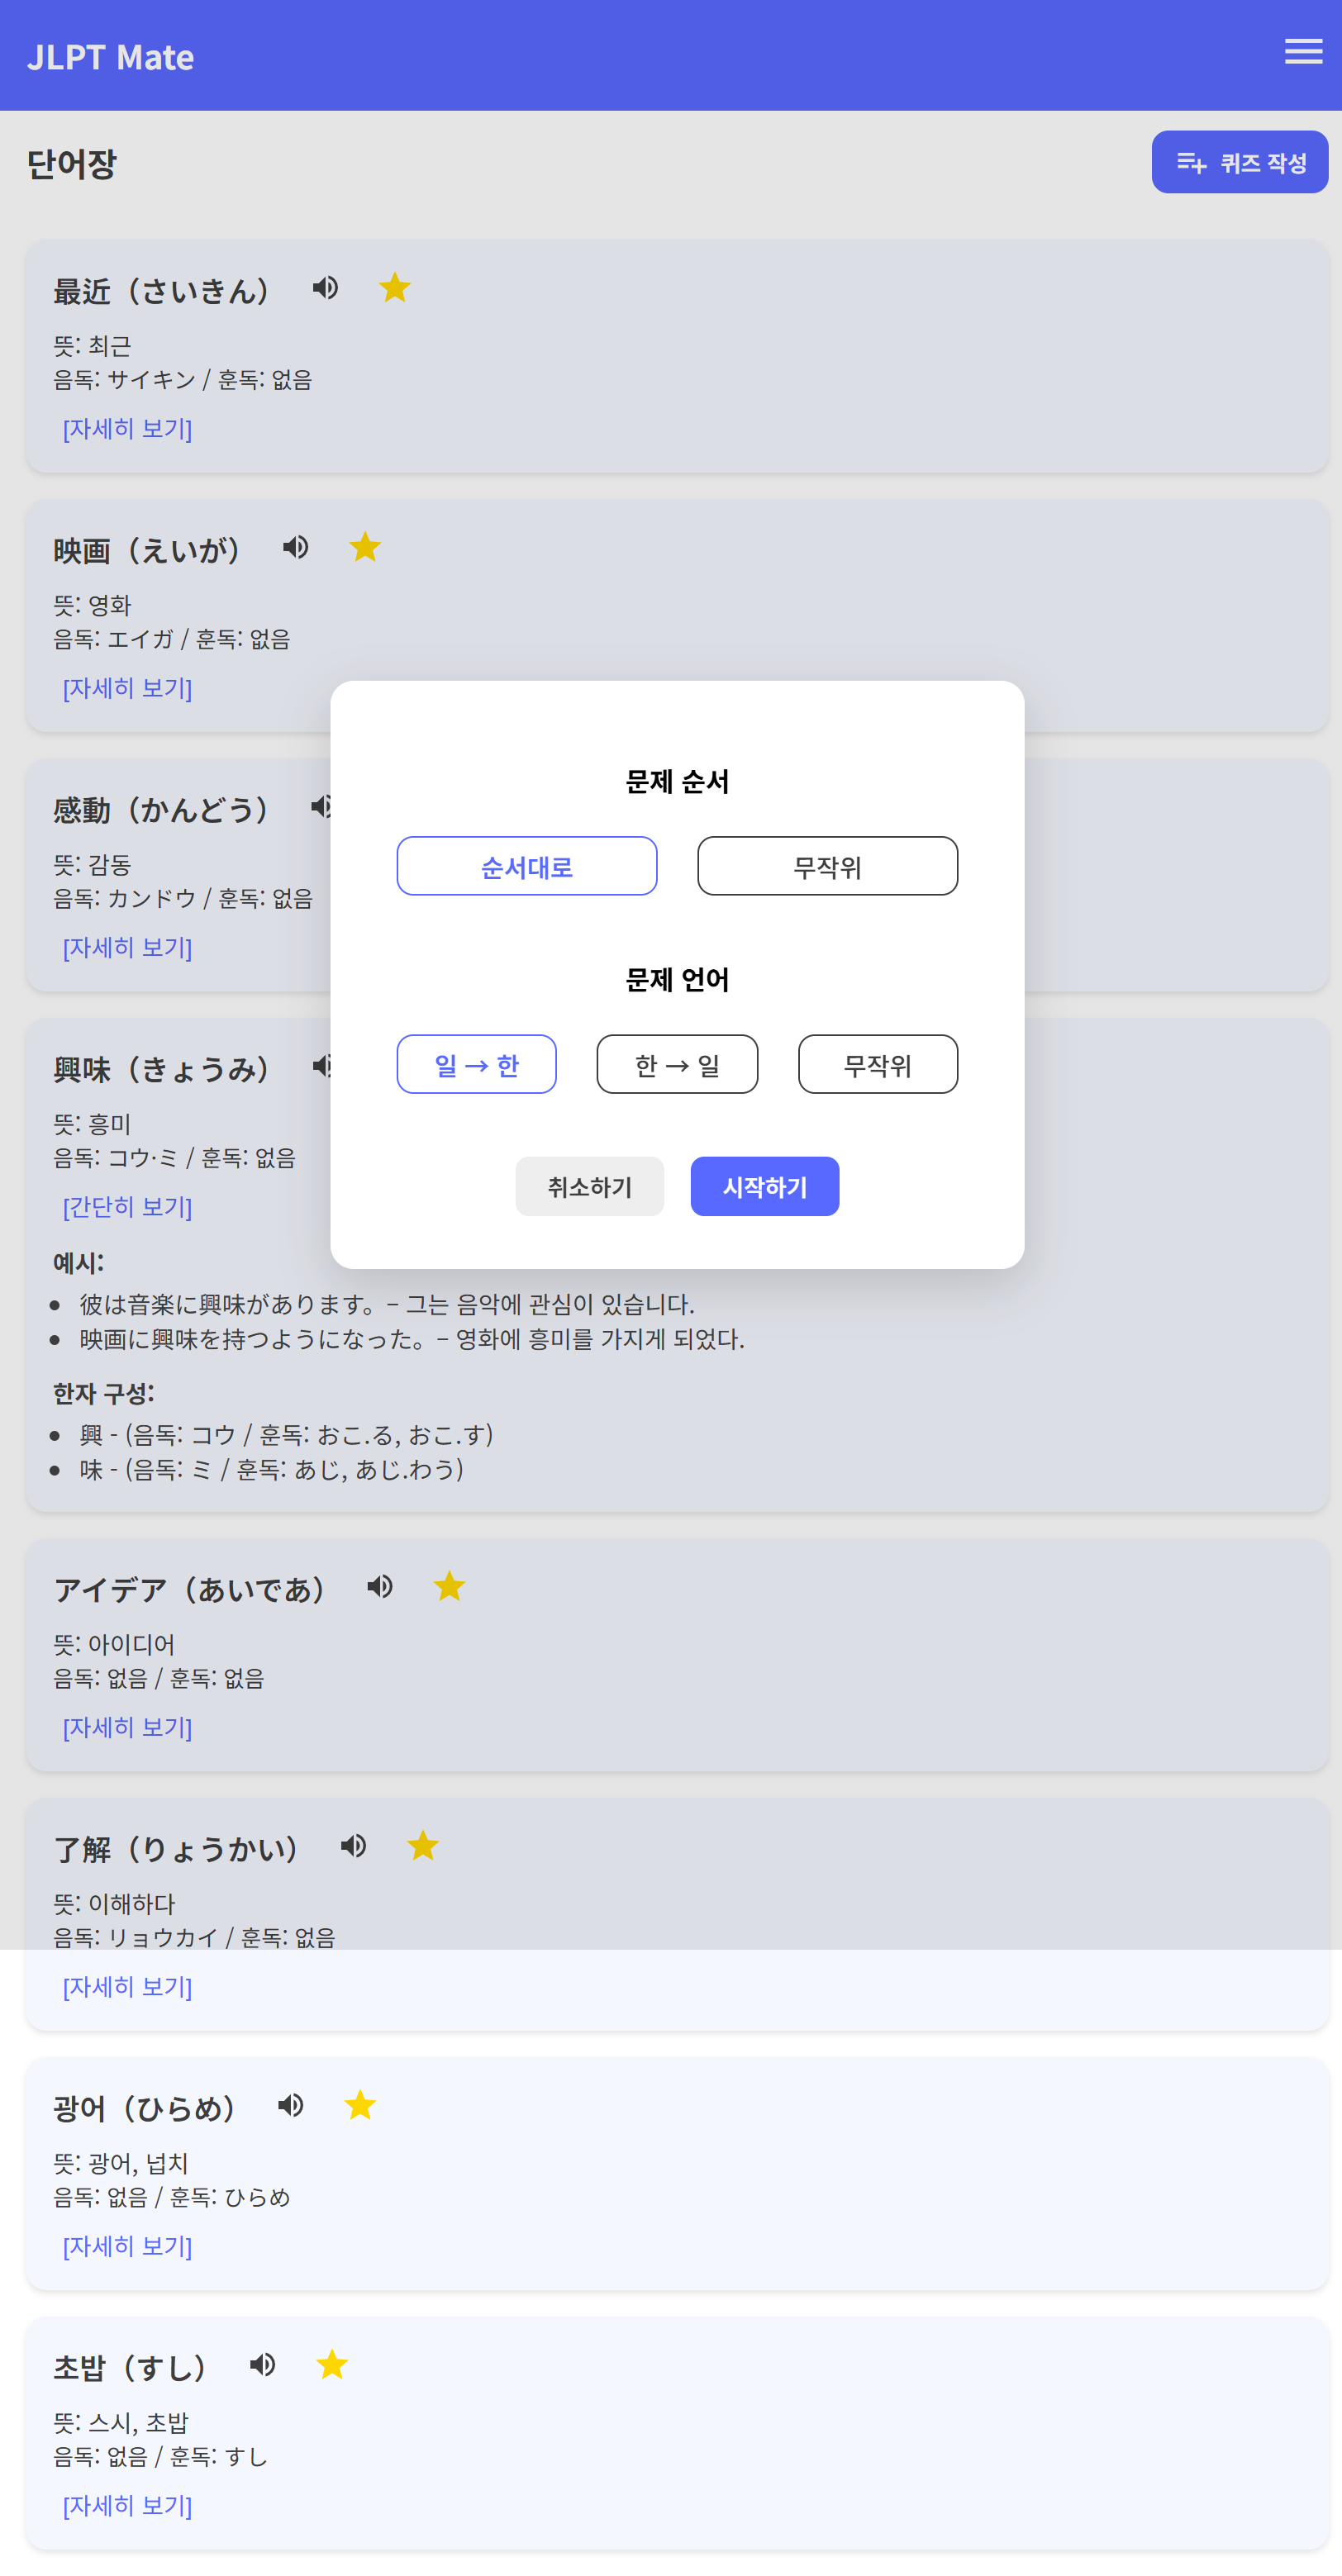 JLPT Mate
단어장
퀴즈 작성
最近（さいきん）
뜻: 최근
음독: サイキン / 훈독: 없음
[자세히 보기]
映画（えいが）
뜻: 영화
음독: エイガ / 훈독: 없음
[자세히 보기]
感動（かんどう）
뜻: 감동
음독: カンドウ / 훈독: 없음
[자세히 보기]
興味（きょうみ）
뜻: 흥미
음독: コウ·ミ / 훈독: 없음
[간단히 보기]
예시:
彼は音楽に興味があります。– 그는 음악에 관심이 있습니다.
映画に興味を持つようになった。– 영화에 흥미를 가지게 되었다.
한자 구성:
興 - (음독: コウ / 훈독: おこ.る, おこ.す)
味 - (음독: ミ / 훈독: あじ, あじ.わう)
문제 순서
순서대로
무작위
문제 언어
일 → 한
한 → 일
무작위
취소하기
시작하기
アイデア（あいであ）
뜻: 아이디어
음독: 없음 / 훈독: 없음
[자세히 보기]
了解（りょうかい）
뜻: 이해하다
음독: リョウカイ / 훈독: 없음
[자세히 보기]
광어（ひらめ）
뜻: 광어, 넙치
음독: 없음 / 훈독: ひらめ
[자세히 보기]
초밥（すし）
뜻: 스시, 초밥
음독: 없음 / 훈독: すし
[자세히 보기]